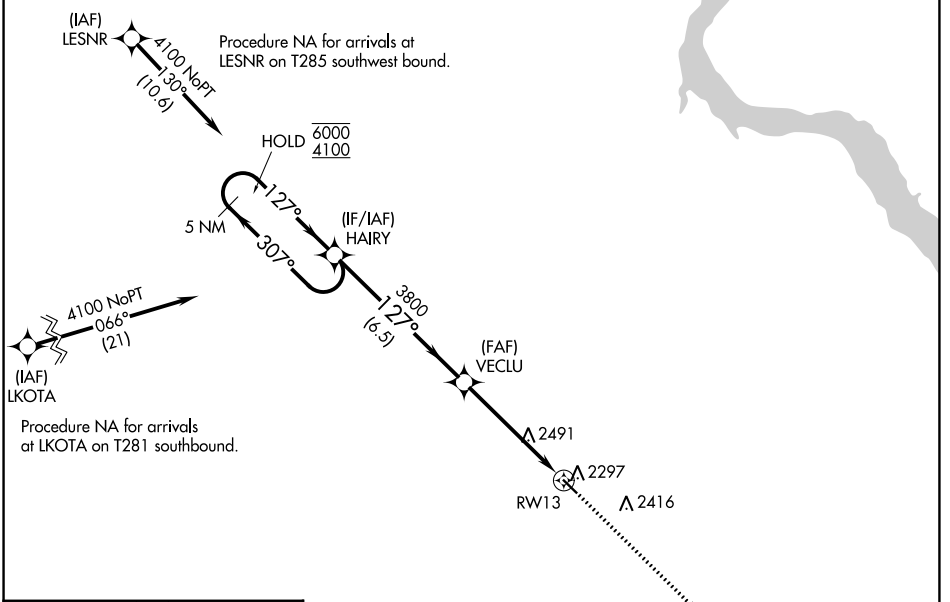 (IAF)
LESNR
4100 NoPT
130°
(10.6)
Procedure NA for arrivals at
LESNR on T285 southwest bound.
HOLD 6000
4100
127°
5 NM
307°
(IF/IAF)
HAIRY
4100 NoPT
066°
(21)
(IAF)
LKOTA
3800
127°
(6.5)
(FAF)
VECLU
Procedure NA for arrivals
at LKOTA on T281 southbound.
2491
2297
RW13
2416